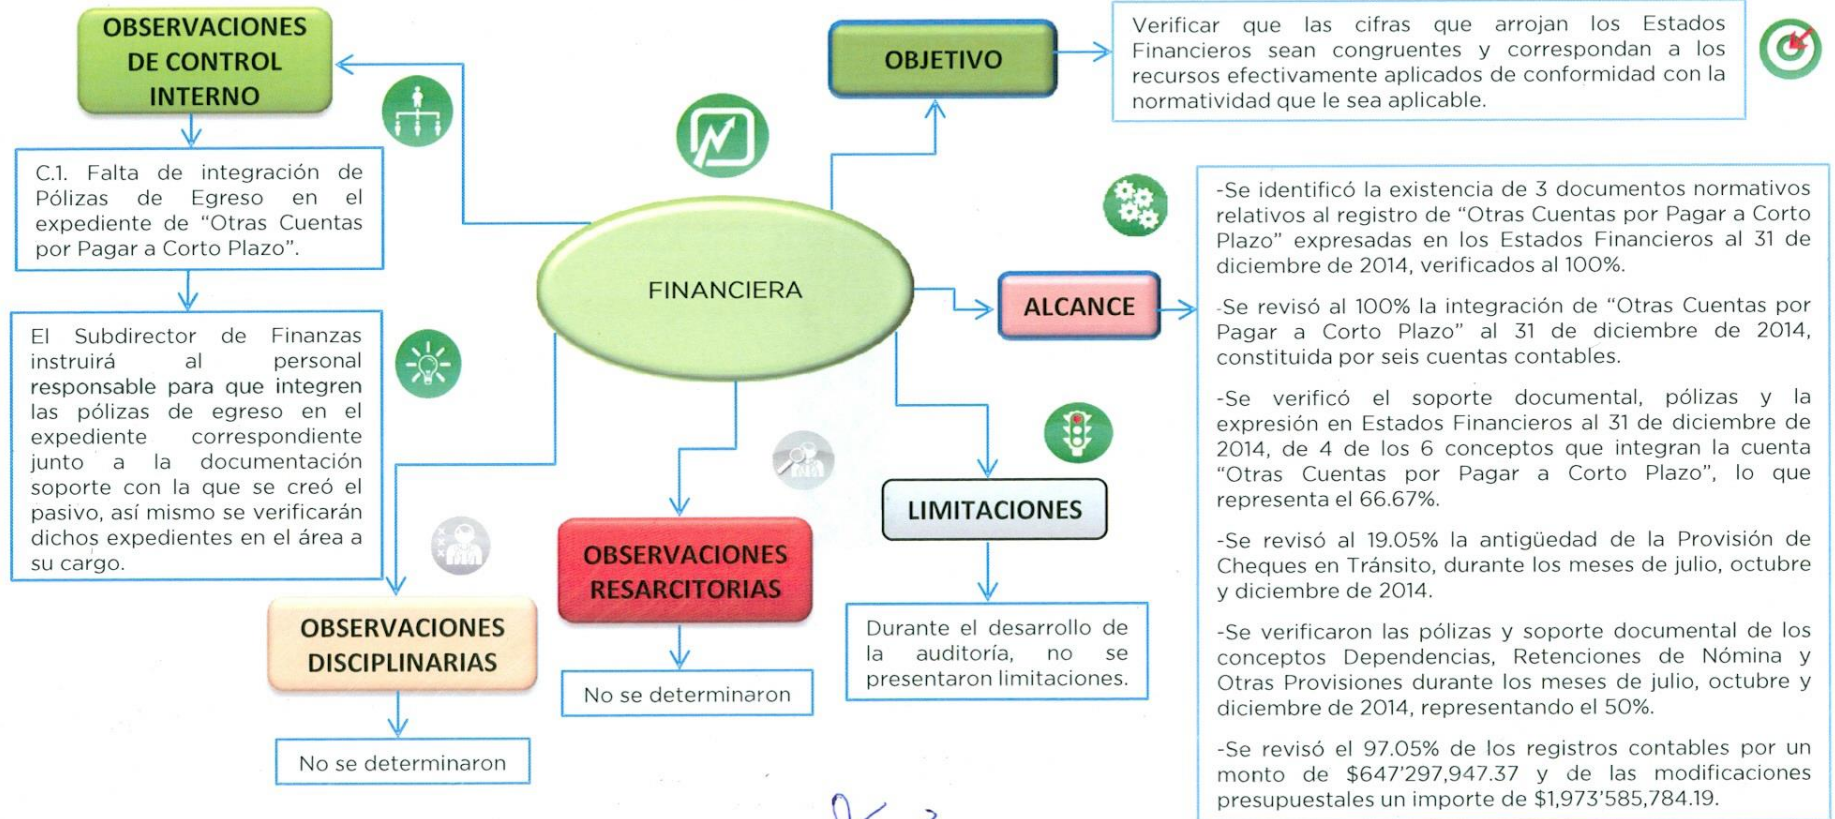 OBSERVACIONES
DE CONTROL
INTERNO
C.1. Falta de integración de
Pólizas de Egreso en el
expediente de “Otras Cuentas
por Pagar a Corto Plazo”.
El Subdirector de Finanzas
instruirá al personal
responsable para que integren
las pólizas de egreso en el
expediente correspondiente
junto a la documentación
soporte con la que se creó el
pasivo, así mismo se verificarán
dichos expedientes en el área a
su cargo.
FINANCIERA
OBJETIVO
Verificar que las cifras que arrojan los Estados
Financieros sean congruentes y correspondan a los
recursos efectivamente aplicados de conformidad con la
normatividad que le sea aplicable.
ALCANCE
-Se identificó la existencia de 3 documentos normativos
relativos al registro de “Otras Cuentas por Pagar a Corto
Plazo” expresadas en los Estados Financieros al 31 de
diciembre de 2014, verificados al 100%.
-Se revisó al 100% la integración de “Otras Cuentas por
Pagar a Corto Plazo” al 31 de diciembre de 2014,
constituida por seis cuentas contables.
-Se verificó el soporte documental, pólizas y la
expresión en Estados Financieros al 31 de diciembre de
2014, de 4 de los 6 conceptos que integran la cuenta
“Otras Cuentas por Pagar a Corto Plazo”, lo que
representa el 66.67%.
-Se revisó al 19.05% la antigüedad de la Provisión de
Cheques en Tránsito, durante los meses de julio, octubre
y diciembre de 2014.
-Se verificaron las pólizas y soporte documental de los
conceptos Dependencias, Retenciones de Nómina y
Otras Provisiones durante los meses de julio, octubre y
diciembre de 2014, representando el 50%.
-Se revisó el 97.05% de los registros contables por un
monto de $647’297,947.37 y de las modificaciones
presupuestales un importe de $1,973’585,784.19.
LIMITACIONES
Durante el desarrollo de
la auditoría, no se
presentaron limitaciones.
OBSERVACIONES
RESARCITORIAS
No se determinaron
OBSERVACIONES
DISCIPLINARIAS
No se determinaron